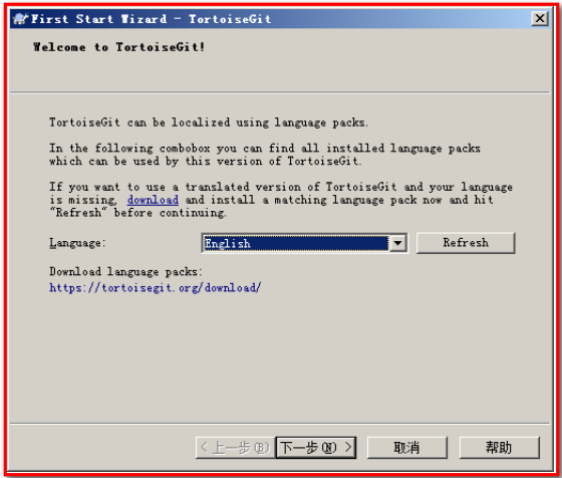 First Start Wizard - TortoiseGit
Welcome to TortoiseGit!
TortoiseGit can be localized using language packs.
In the following combobox you can find all installed language packs
which can be used by this version of TortoiseGit.
If you want to use a translated version of TortoiseGit and your language
is missing, download and install a matching language pack now and hit
"Refresh" before continuing.
Language: English Refresh
Download language packs:
https://tortoisegit.org/download/
<上一步(B) 下一步(N) > 取消 帮助